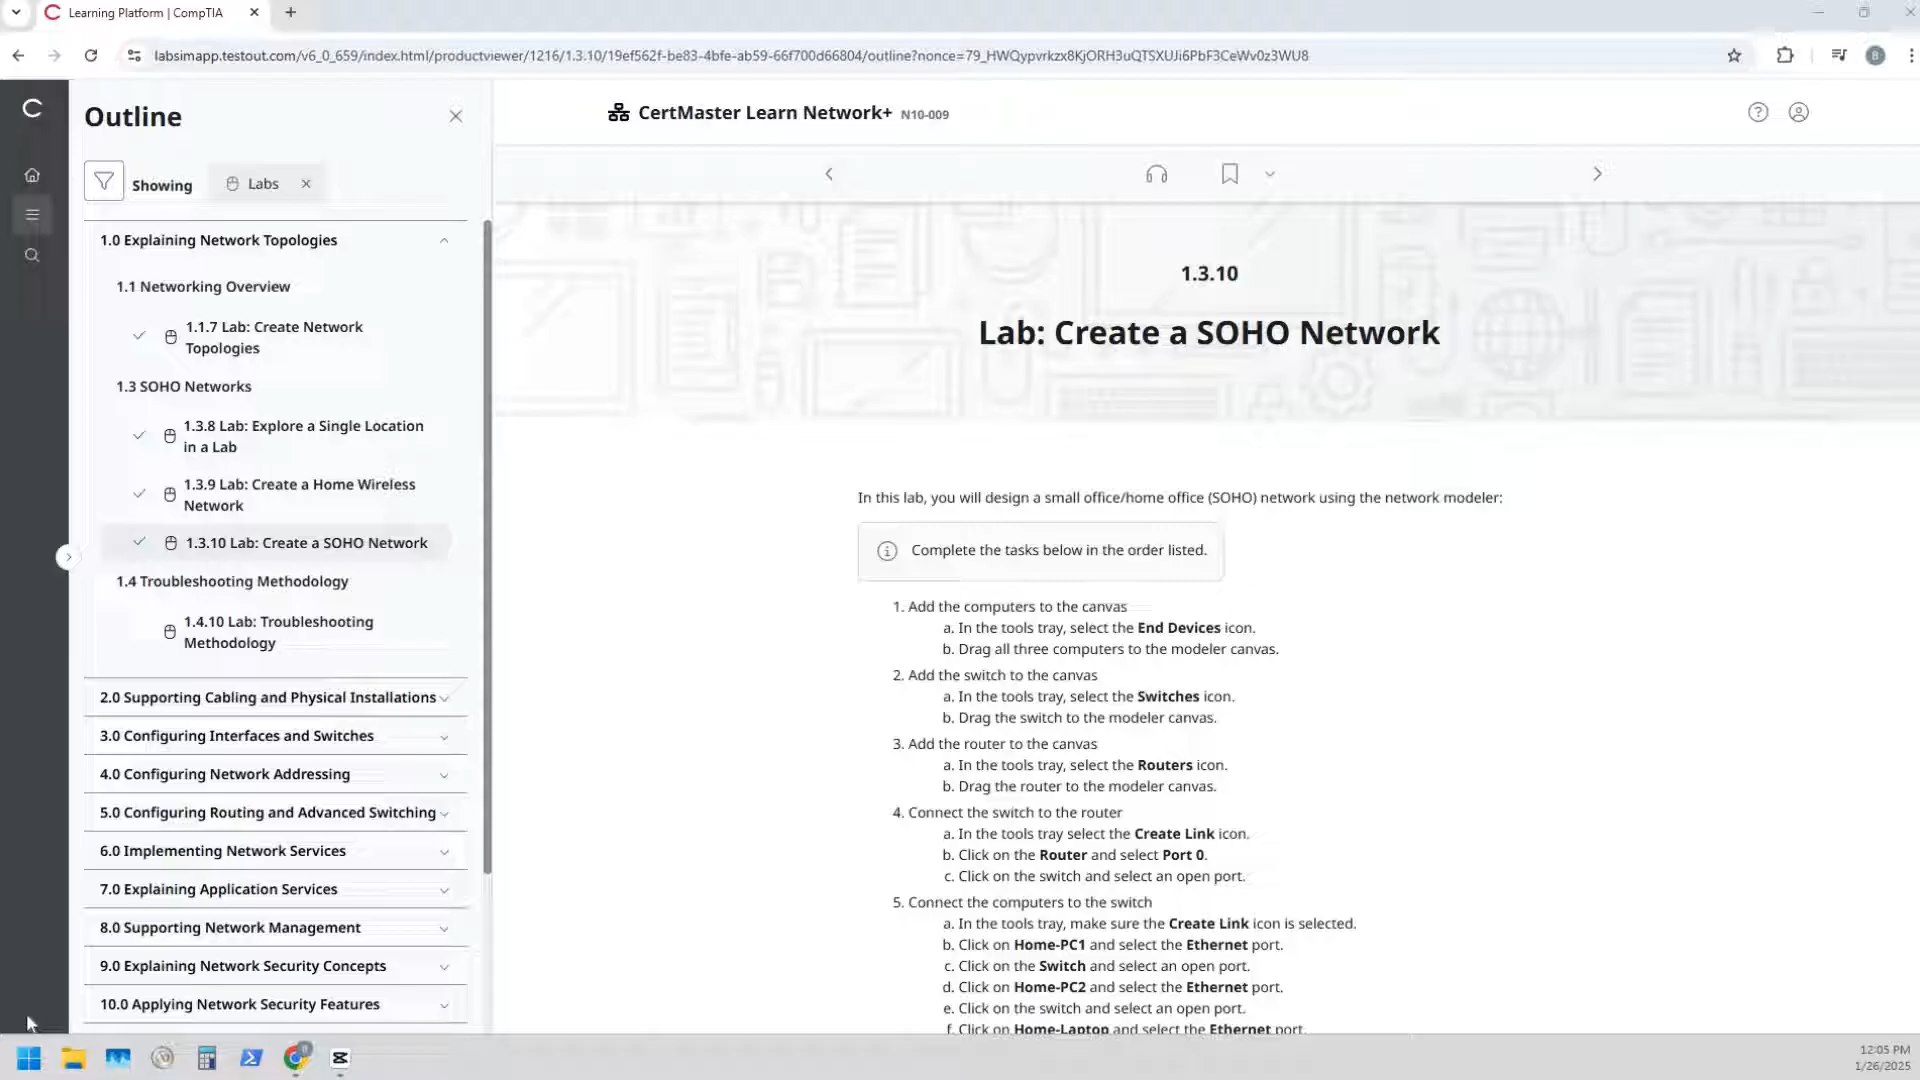 Learning Platform | CompTIA
labsimapp.testout.com/v6_0_659/index.html/productviewer/1216/1.3.10/19ef562f-be83-4bfe-ab59-66f700d66804/outline?nonce=79_HWQypvrkzx8KjORH3uQTSXUJi6PbF3CeWv0z3WU8
B
Outline
Showing
Labs
1.0 Explaining Network Topologies
1.1 Networking Overview
1.1.7 Lab: Create Network
Topologies
1.3 SOHO Networks
1.3.8 Lab: Explore a Single Location
in a Lab
1.3.9 Lab: Create a Home Wireless
Network
1.3.10 Lab: Create a SOHO Network
1.4 Troubleshooting Methodology
1.4.10 Lab: Troubleshooting
Methodology
2.0 Supporting Cabling and Physical Installations
3.0 Configuring Interfaces and Switches
4.0 Configuring Network Addressing
5.0 Configuring Routing and Advanced Switching
6.0 Implementing Network Services
7.0 Explaining Application Services
8.0 Supporting Network Management
9.0 Explaining Network Security Concepts
10.0 Applying Network Security Features
CertMaster Learn Network+ N10-009
1.3.10
Lab: Create a SOHO Network
In this lab, you will design a small office/home office (SOHO) network using the network modeler:
Complete the tasks below in the order listed.
1. Add the computers to the canvas
a. In the tools tray, select the End Devices icon.
b. Drag all three computers to the modeler canvas.
2. Add the switch to the canvas
a. In the tools tray, select the Switches icon.
b. Drag the switch to the modeler canvas.
3. Add the router to the canvas
a. In the tools tray, select the Routers icon.
b. Drag the router to the modeler canvas.
4. Connect the switch to the router
a. In the tools tray select the Create Link icon.
b. Click on the Router and select Port 0.
c. Click on the switch and select an open port.
5. Connect the computers to the switch
a. In the tools tray, make sure the Create Link icon is selected.
b. Click on Home-PC1 and select the Ethernet port.
c. Click on the Switch and select an open port.
d. Click on Home-PC2 and select the Ethernet port.
e. Click on the switch and select an open port.
f. Click on Home-Laptop and select the Ethernet port.
12:05 PM
1/26/2025